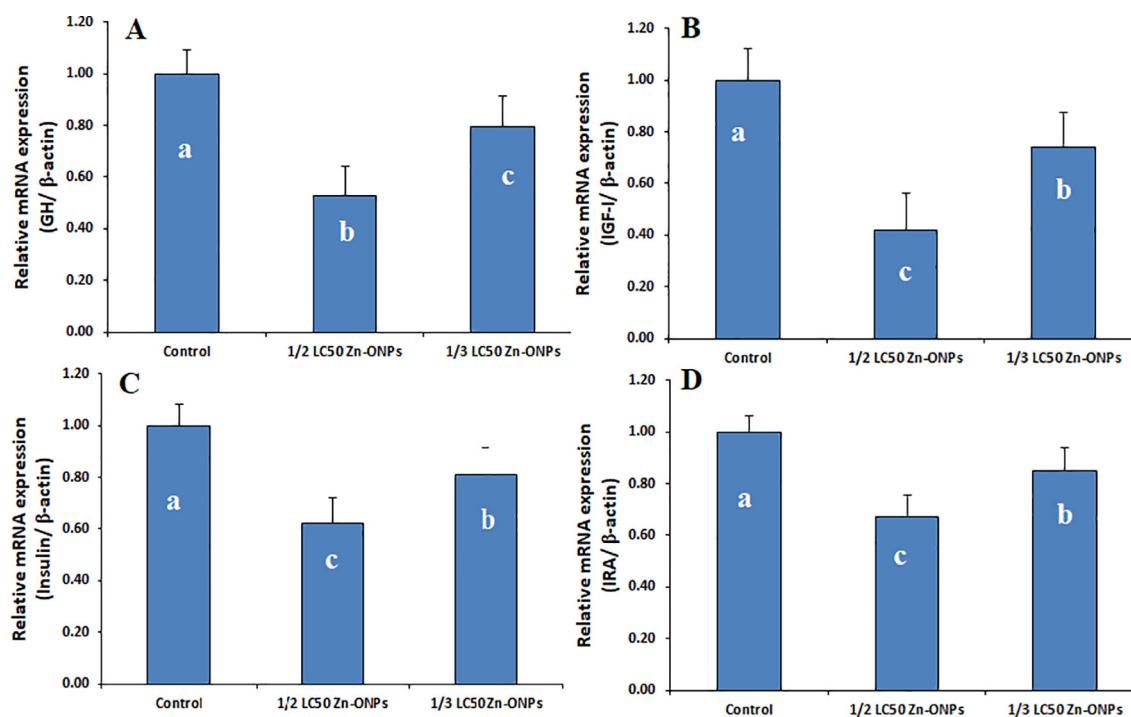 A
Relative mRNA expression
(GH/ β-actin)
1.20
1.00
0.80
0.60
0.40
0.20
0.00
a
b
c
Control
1/2 LC50 Zn-ONPs
1/3 LC50 Zn-ONPs
B
Relative mRNA expression
(IGF-I/ β-actin)
1.20
1.00
0.80
0.60
0.40
0.20
0.00
a
c
b
Control
1/2 LC50 Zn-ONPs
1/3 LC50 Zn-ONPs
C
Relative mRNA expression
(Insulin/ β-actin)
1.20
1.00
0.80
0.60
0.40
0.20
0.00
a
c
b
Control
1/2 LC50 Zn-ONPs
1/3 LC50 Zn-ONPs
D
Relative mRNA expression
(IRA/ β-actin)
1.20
1.00
0.80
0.60
0.40
0.20
0.00
a
c
b
Control
1/2 LC50 Zn-ONPs
1/3 LC50 Zn-ONPs